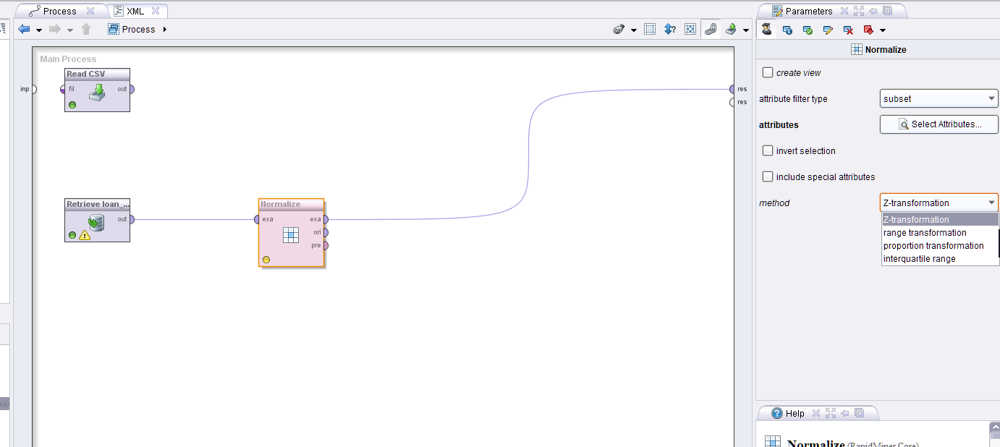 Process
XML
Process
Main Process
Read CSV
inp
fil
out
res
res
Retrieve loan_...
out
Normalize
exa
exa
ori
pre
Parameters
Normalize
create view
attribute filter type
subset
attributes
Select Attributes...
invert selection
include special attributes
method
Z-transformation
Z-transformation
range transformation
proportion transformation
interquartile range
Help
Normalize (RapidMiner Core)